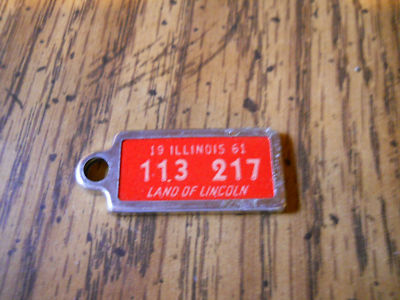 19 ILLINOIS 61
113 217
LAND OF LINCOLN